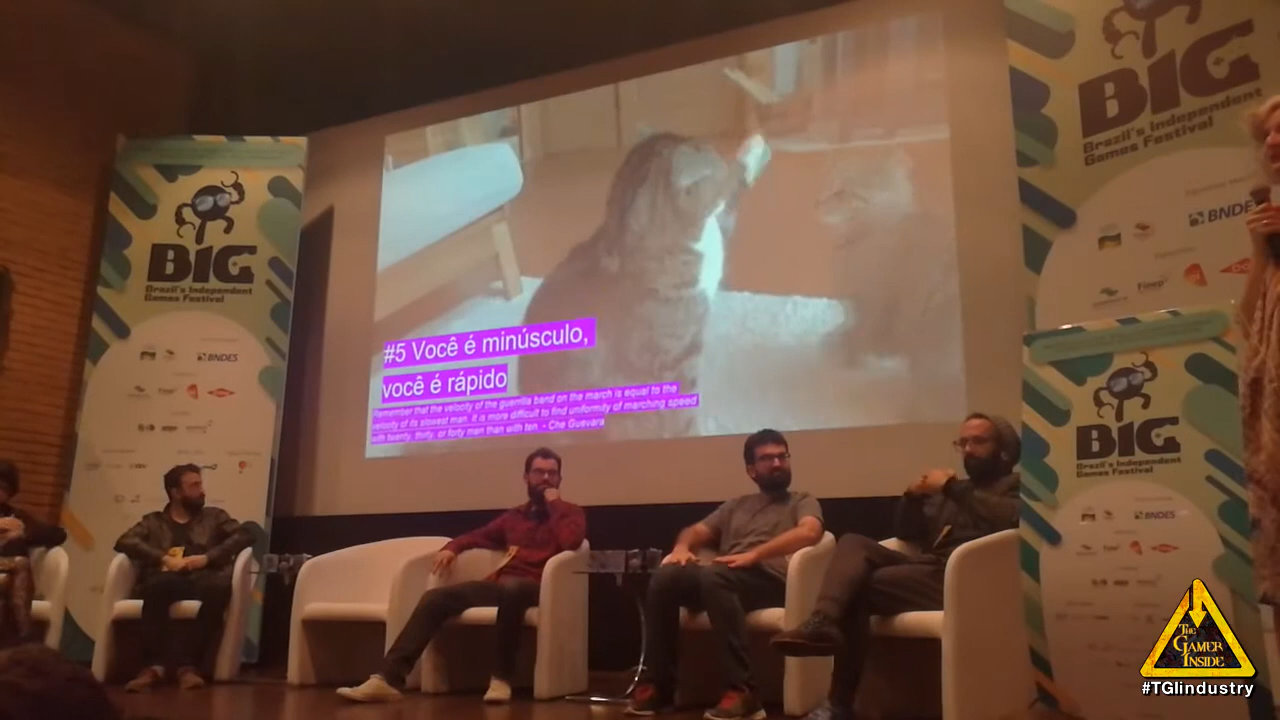 BIG
Brazil's Independent
Games Festival
BNDES
#5 Você é minúsculo,
você é rápido
Remember that the velocity of the guerrilla band on the march is equal to the
velocity of its slowest man. It is more difficult to find uniformity of marching speed
with twenty, thirty, or forty men than with ten. - Che Guevara
BIG
Brazil's Independent
Games Festival
BNDES
Finep
BIG
Brazil's Independent
Games Festival
BNDES
THE
GAMER
INSIDE
#TGIindustry